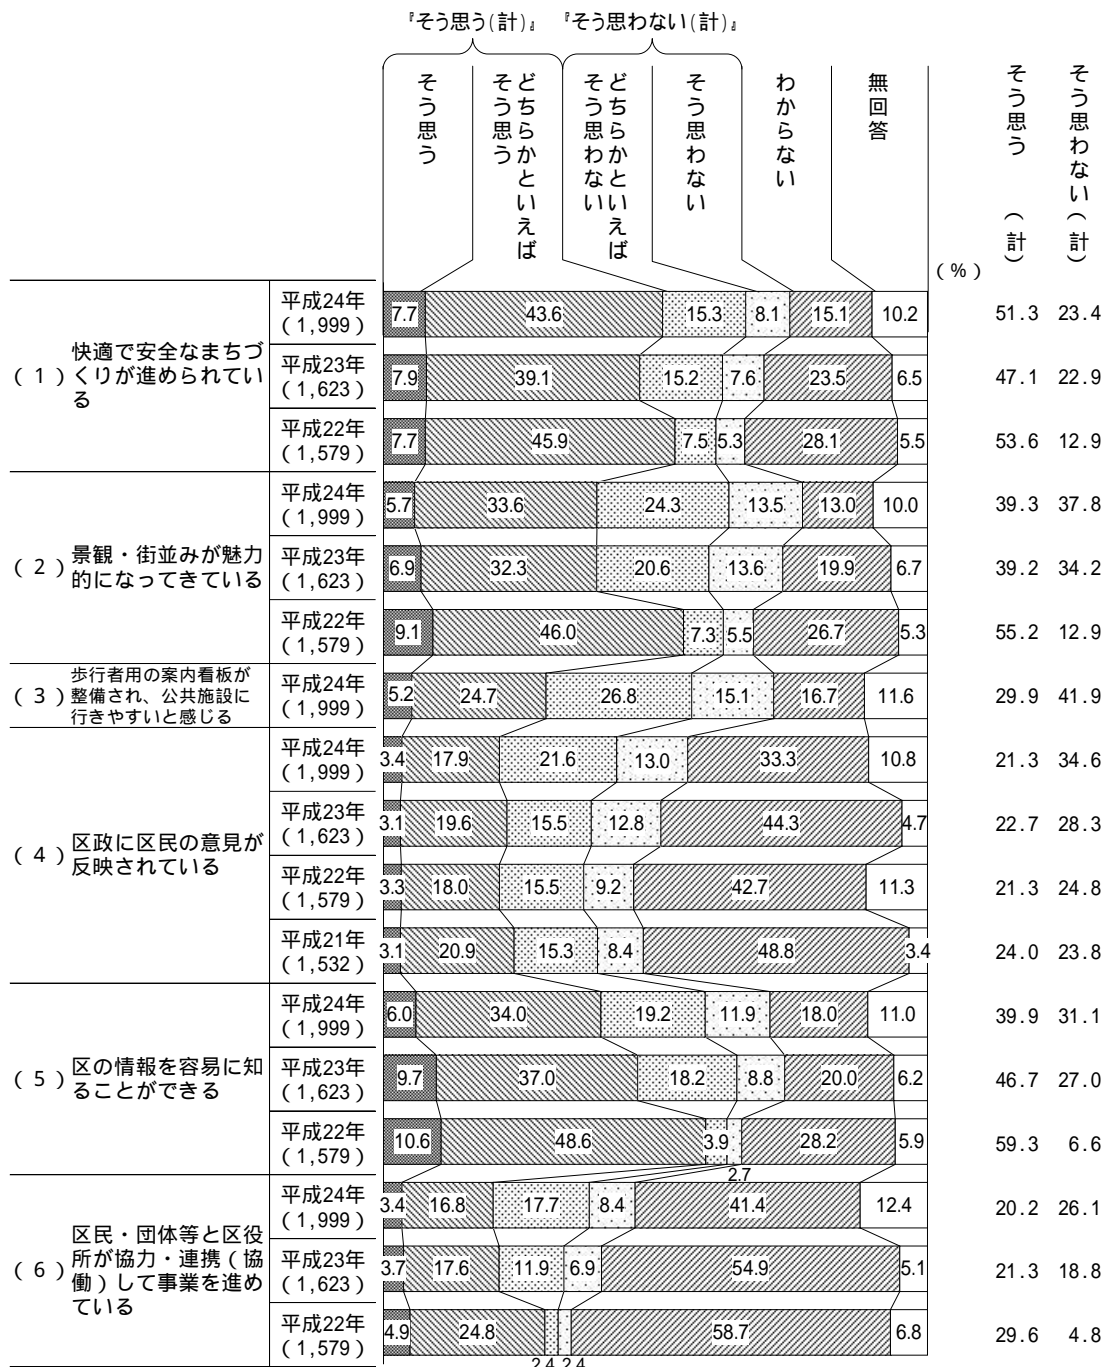 『そう思う(計)』 『そう思わない(計)』
そう思う
どちらかといえば
そう思う
どちらかといえば
そう思わない
そう思わない
わからない
無回答
(%)
そう思う(計)
そう思わない(計)
(1)
快適で安全なまちづ
くりが進められてい
る
平成24年
(1,999)
7.7 43.6 15.3 8.1 15.1 10.2 51.3 23.4
平成23年
(1,623)
7.9 39.1 15.2 7.6 23.5 6.5 47.1 22.9
平成22年
(1,579)
7.7 45.9 7.5 5.3 28.1 5.5 53.6 12.9
(2)
景観・街並みが魅力
的になってきている
平成24年
(1,999)
5.7 33.6 24.3 13.5 13.0 10.0 39.3 37.8
平成23年
(1,623)
6.9 32.3 20.6 13.6 19.9 6.7 39.2 34.2
平成22年
(1,579)
9.1 46.0 7.3 5.5 26.7 5.3 55.2 12.9
(3)
歩行者用の案内看板が
整備され、公共施設に
行きやすいと感じる
平成24年
(1,999)
5.2 24.7 26.8 15.1 16.7 11.6 29.9 41.9
(4)
区政に区民の意見が
反映されている
平成24年
(1,999)
3.4 17.9 21.6 13.0 33.3 10.8 21.3 34.6
平成23年
(1,623)
3.1 19.6 15.5 12.8 44.3 4.7 22.7 28.3
平成22年
(1,579)
3.3 18.0 15.5 9.2 42.7 11.3 21.3 24.8
平成21年
(1,532)
3.1 20.9 15.3 8.4 48.8 3.4 24.0 23.8
(5)
区の情報を容易に知
ることができる
平成24年
(1,999)
6.0 34.0 19.2 11.9 18.0 11.0 39.9 31.1
平成23年
(1,623)
9.7 37.0 18.2 8.8 20.0 6.2 46.7 27.0
平成22年
(1,579)
10.6 48.6 3.9 28.2 5.9 59.3 6.6
2.7
(6)
区民・団体等と区役
所が協力・連携(協
働)して事業を進め
ている
平成24年
(1,999)
3.4 16.8 17.7 8.4 41.4 12.4 20.2 26.1
平成23年
(1,623)
3.7 17.6 11.9 6.9 54.9 5.1 21.3 18.8
平成22年
(1,579)
4.9 24.8 58.7 6.8 29.6 4.8
2.4 2.4